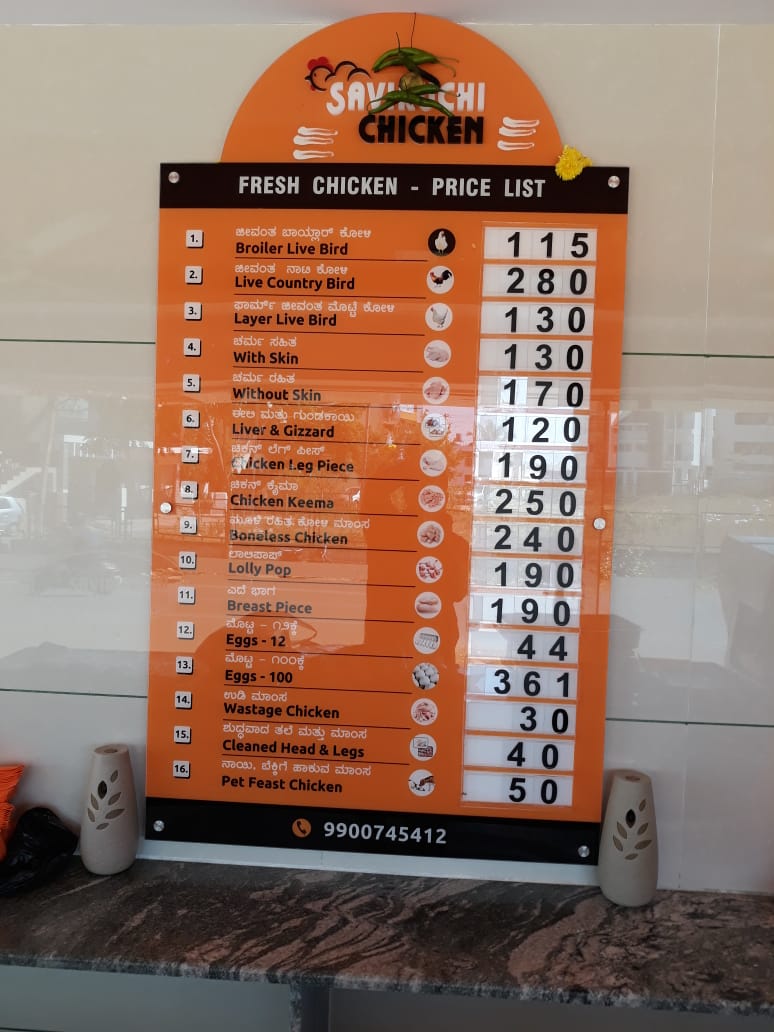 CHICKEN
FRESH CHICKEN - PRICE LIST
1. ಜೀವಂತ ಬಾಯ್ಲರ್ ಕೋಳಿ
Broiler Live Bird 115
2. ಜೀವಂತ ನಾಟಿ ಕೋಳಿ
Live Country Bird 280
3. ಫಾರ್ಮ್ ಜೀವಂತ ಮೊಟ್ಟೆ ಕೋಳಿ
Layer Live Bird 130
4. ಚರ್ಮ ಸಹಿತ
With Skin 130
5. ಚರ್ಮ ರಹಿತ
Without Skin 170
6. ಈಲಿ ಮತ್ತು ಗುಂಡಕಾಯಿ
Liver & Gizzard 120
7. ಚಿಕನ್ ಲೆಗ್ ಪೀಸ್
Chicken Leg Piece 190
8. ಚಿಕನ್ ಕೈಮಾ
Chicken Keema 250
9. ಮೂಳೆ ರಹಿತ ಕೋಳಿ ಮಾಂಸ
Boneless Chicken 240
10. ಲಾಲಿಪಾಪ್
Lolly Pop 190
11. ಎದೆ ಭಾಗ
Breast Piece 190
12. ಮೊಟ್ಟೆ - ೧೨ಕ್ಕೆ
Eggs - 12 44
13. ಮೊಟ್ಟೆ - ೧೦೦ಕ್ಕೆ
Eggs - 100 361
14. ಉಡಿ ಮಾಂಸ
Wastage Chicken 30
15. ಶುದ್ಧವಾದ ತಲೆ ಮತ್ತು ಮಾಂಸ
Cleaned Head & Legs 40
16. ನಾಯಿ, ಬೆಕ್ಕಿಗೆ ಹಾಕುವ ಮಾಂಸ
Pet Feast Chicken 50
9900745412